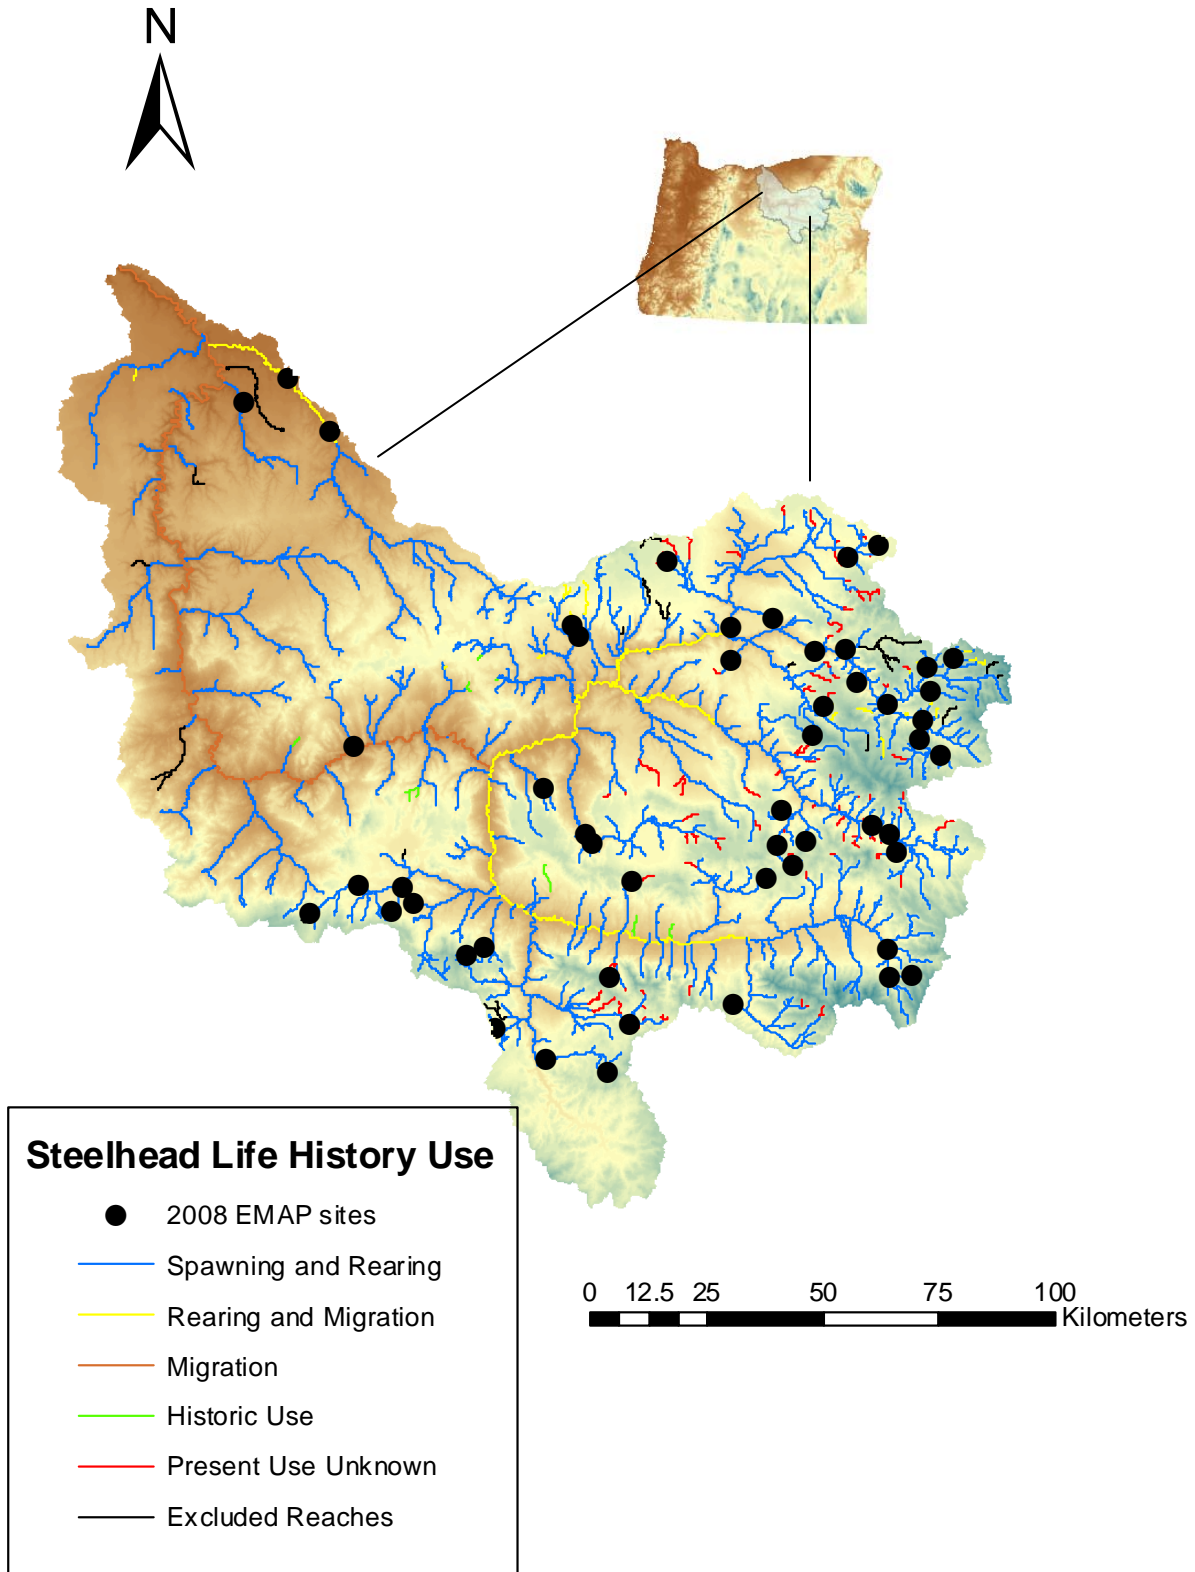 N
Steelhead Life History Use
2008 EMAP sites
Spawning and Rearing
Rearing and Migration
Migration
Historic Use
Present Use Unknown
Excluded Reaches
0 12.5 25 50 75 100
Kilometers